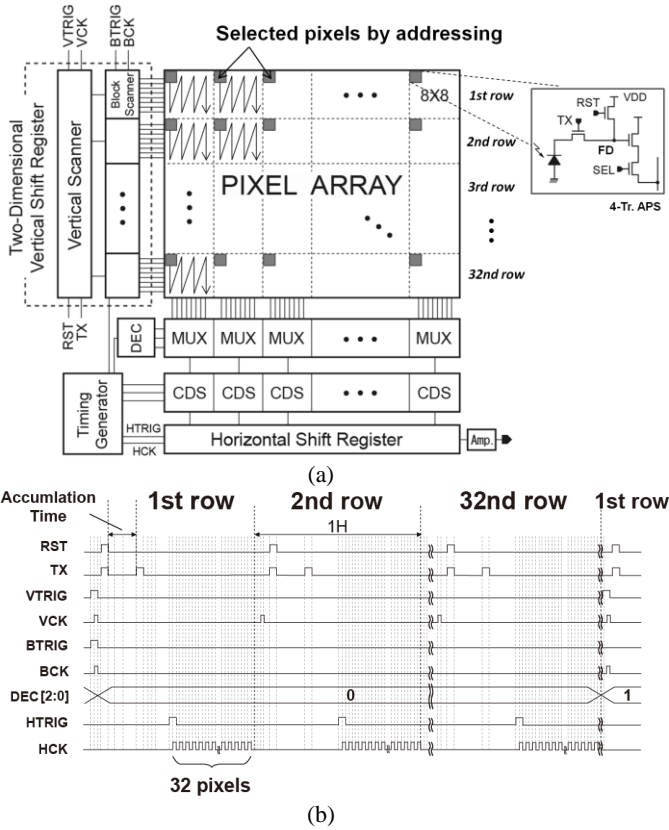 VTRIG
VCK
BTRIG
BCK
Selected pixels by addressing
Two-Dimensional
Vertical Shift Register
Vertical Scanner
Block
Scanner
8X8
1st row
2nd row
PIXEL ARRAY
3rd row
32nd row
RST
VDD
TX
FD
SEL
4-Tr. APS
RST
TX
DEC
MUX MUX MUX MUX
Timing
Generator
CDS CDS CDS CDS
HTRIG
HCK
Horizontal Shift Register
Amp.
(a)
Accumlation
Time
1st row 2nd row 32nd row 1st row
1H
RST
TX
VTRIG
VCK
BTRIG
BCK
DEC[2:0] 0 1
HTRIG
HCK
32 pixels
(b)